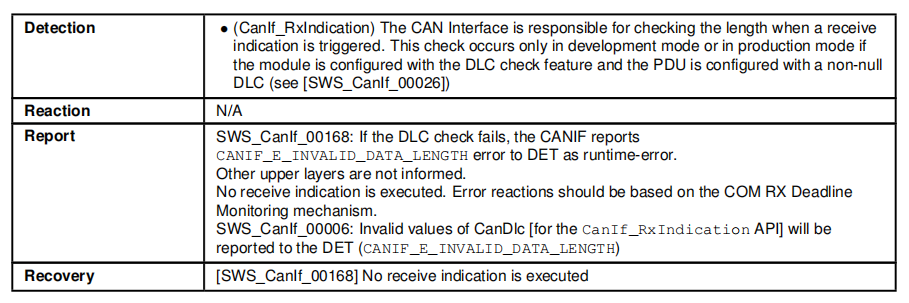 Detection
• (CanIf_RxIndication) The CAN Interface is responsible for checking the length when a receive
indication is triggered. This check occurs only in development mode or in production mode if
the module is configured with the DLC check feature and the PDU is configured with a non-null
DLC (see [SWS_CanIf_00026])
Reaction
N/A
Report
SWS_CanIf_00168: If the DLC check fails, the CANIF reports
CANIF_E_INVALID_DATA_LENGTH error to DET as runtime-error.
Other upper layers are not informed.
No receive indication is executed. Error reactions should be based on the COM RX Deadline
Monitoring mechanism.
SWS_CanIf_00006: Invalid values of CanDlc [for the CanIf_RxIndication API] will be
reported to the DET (CANIF_E_INVALID_DATA_LENGTH)
Recovery
[SWS_CanIf_00168] No receive indication is executed